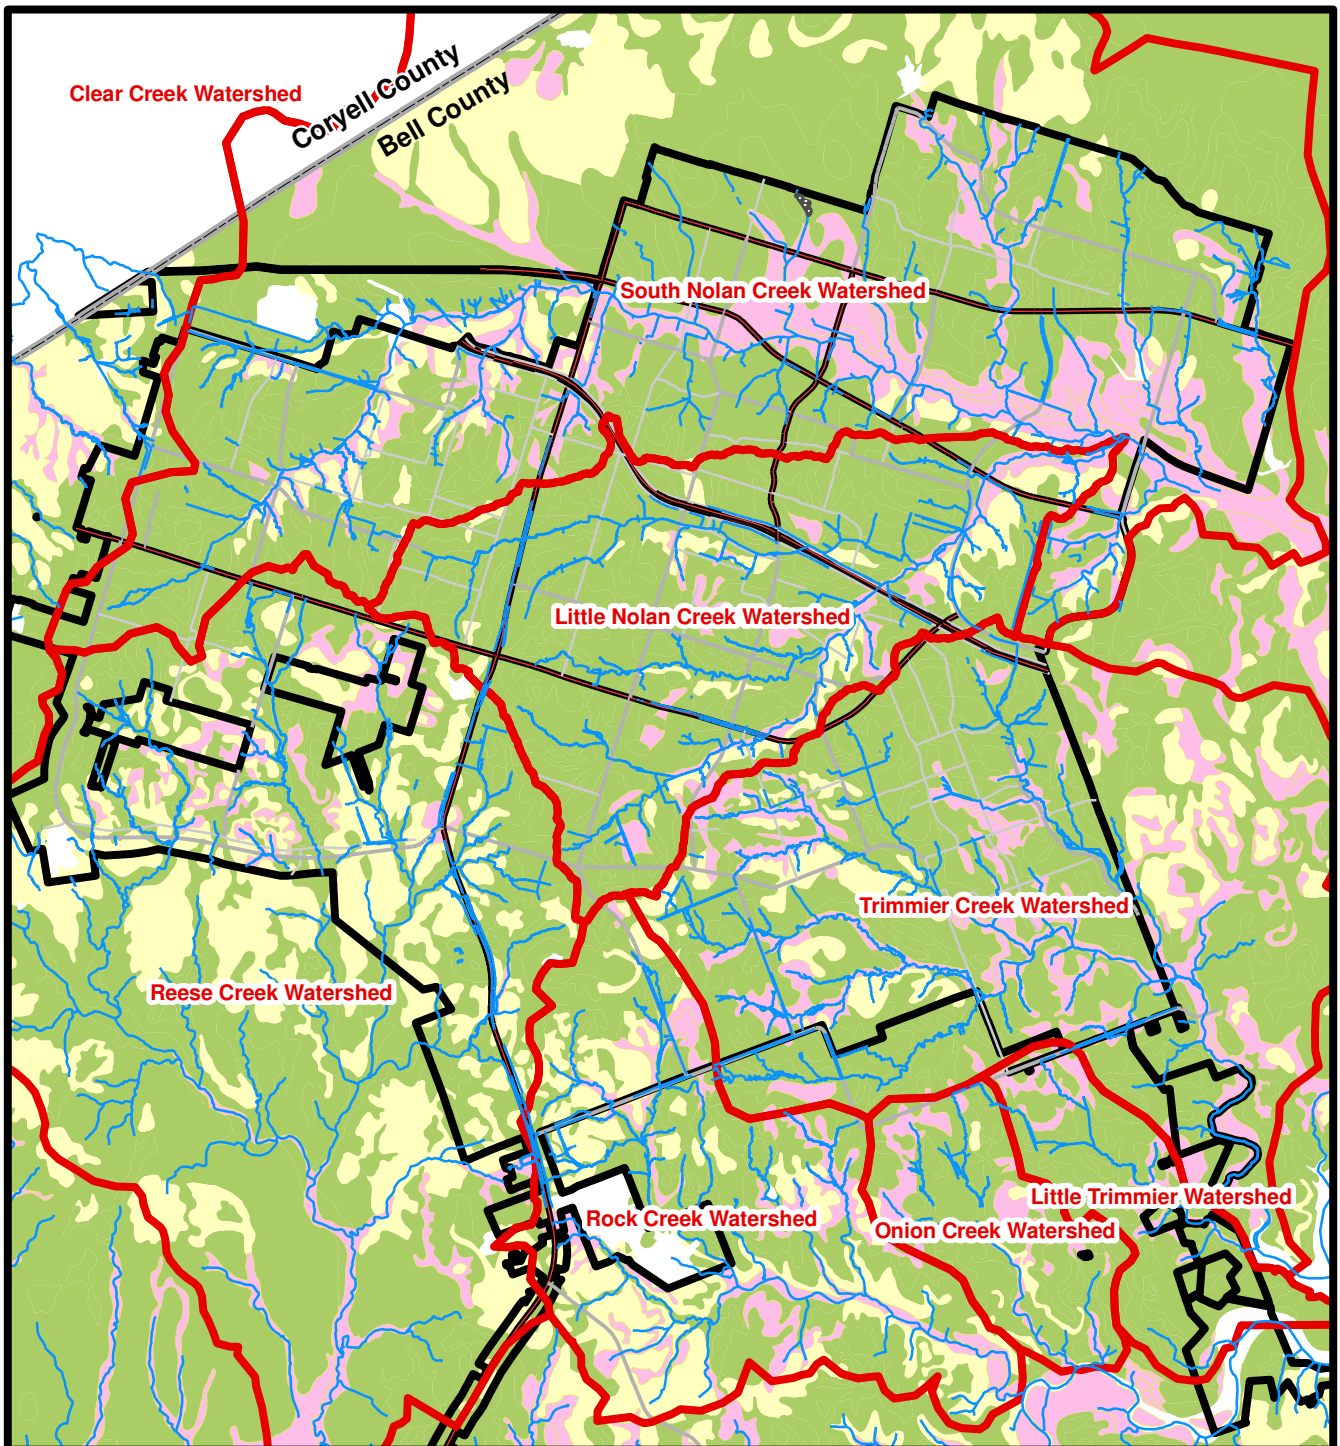 Clear Creek Watershed
Coryell County
Bell County
South Nolan Creek Watershed
Little Nolan Creek Watershed
Trimmier Creek Watershed
Reese Creek Watershed
Little Trimmier Watershed
Rock Creek Watershed
Onion Creek Watershed